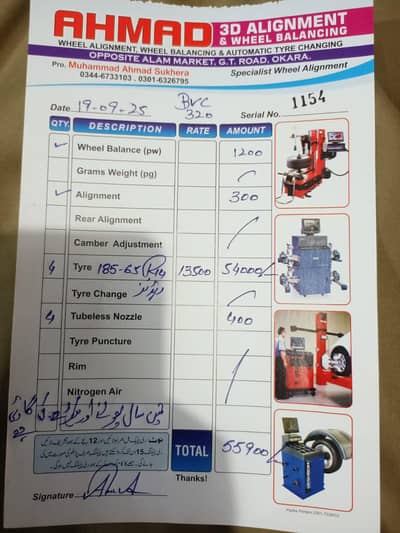 AHMAD 3D ALIGNMENT & WHEEL BALANCING
WHEEL ALIGNMENT, WHEEL BALANCING & AUTOMATIC TYRE CHANGING
OPPOSITE ALAM MARKET, G.T. ROAD, OKARA.
Pro. Muhammad Ahmad Sukhera
0344-6733103 . 0301-6326795 Specialist Wheel Alignment
Date 19-09-25 BVC 320 Serial No. 1154
QTY. DESCRIPTION RATE AMOUNT
✓ Wheel Balance (pw) 1200
Grams Weight (pg)
✓ Alignment 300
Rear Alignment
Camber Adjustment
4 Tyre 185-65 R14 13500 54000
Tyre Change
4 Tubeless Nozzle 400
Tyre Puncture
Rim
Nitrogen Air
TOTAL 55900
Thanks!
Signature